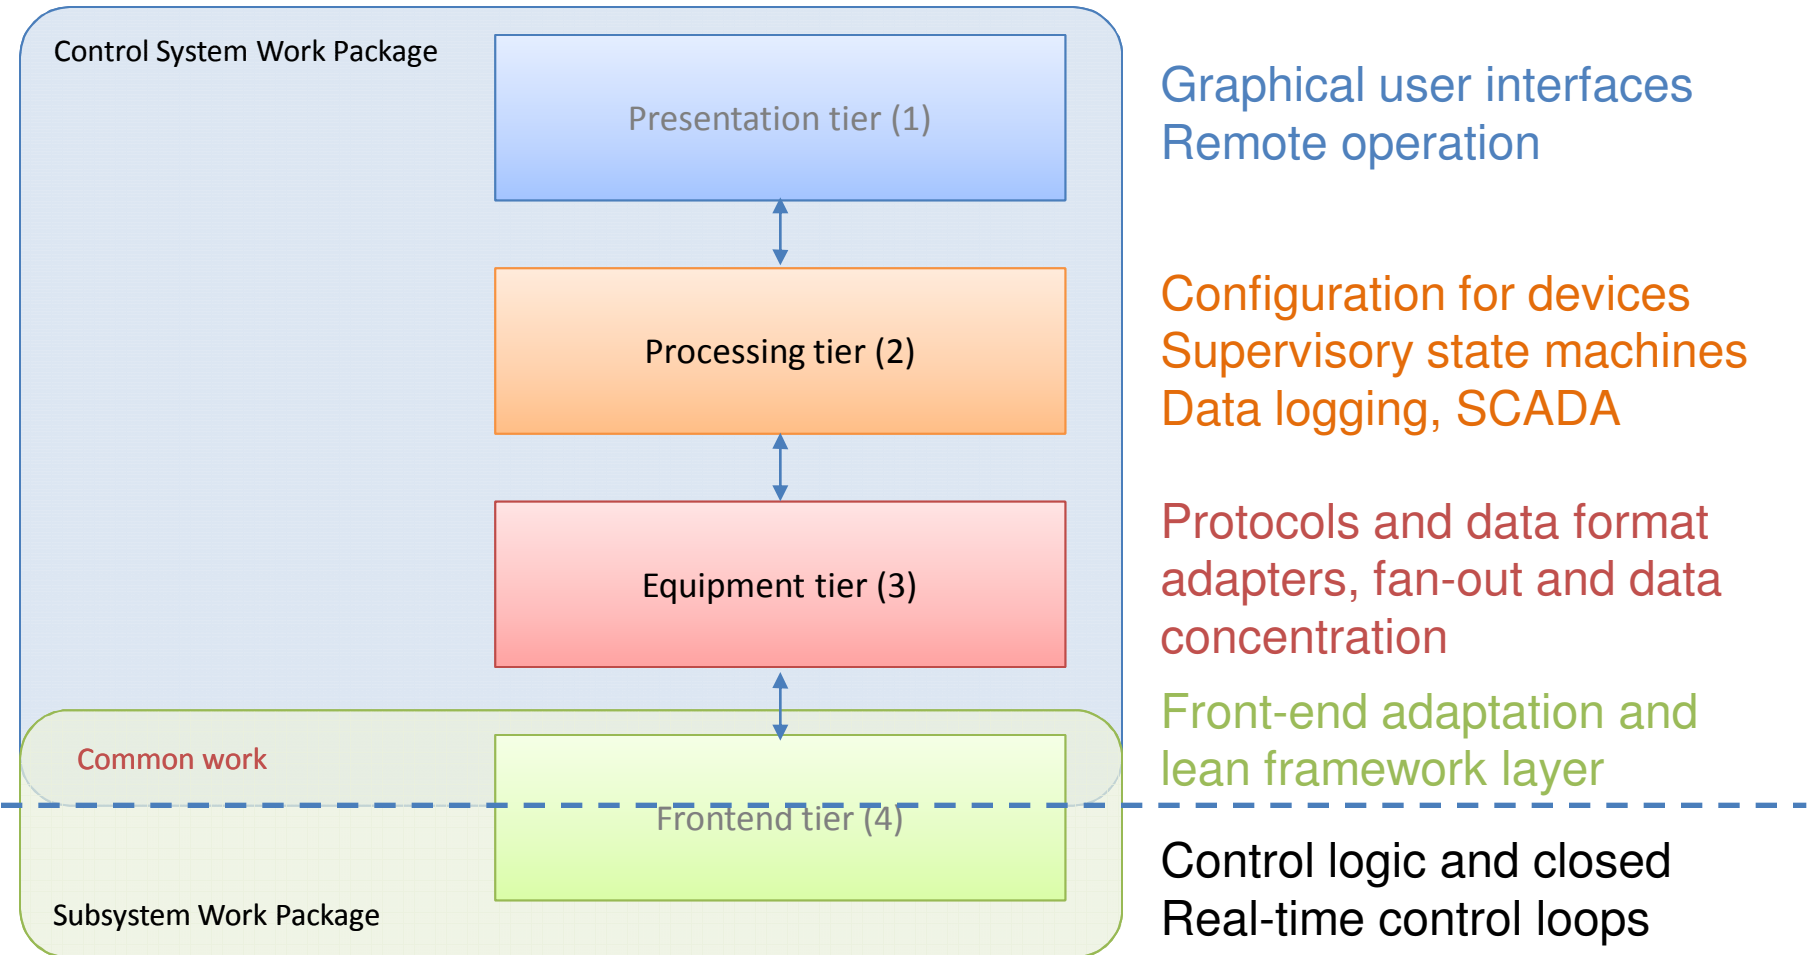 Control System Work Package
Presentation tier (1)
Graphical user interfaces
Remote operation
Processing tier (2)
Configuration for devices
Supervisory state machines
Data logging, SCADA
Equipment tier (3)
Protocols and data format
adapters, fan-out and data
concentration
Common work
Front-end adaptation and
lean framework layer
Frontend tier (4)
Control logic and closed
Real-time control loops
Subsystem Work Package